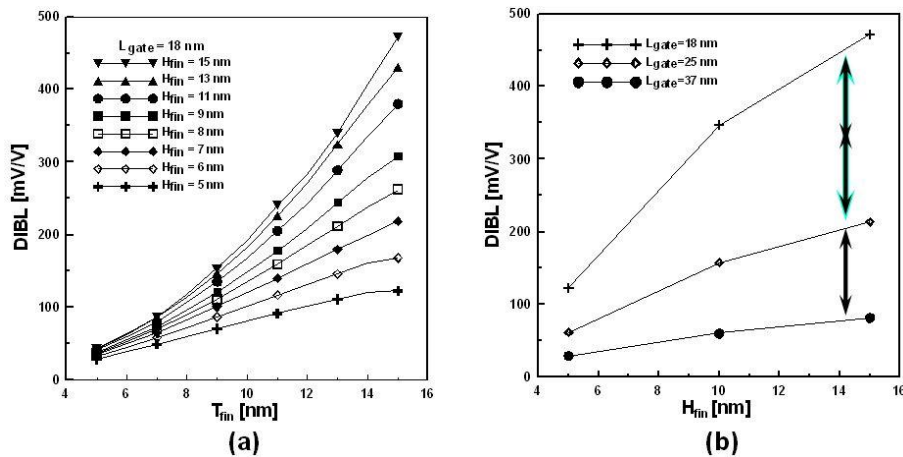 500
400
300
200
100
0
DIBL [mV/V]
L gate = 18 nm
Hfin = 15 nm
Hfin = 13 nm
Hfin = 11 nm
Hfin = 9 nm
Hfin = 8 nm
Hfin = 7 nm
Hfin = 6 nm
Hfin = 5 nm
4 6 8 10 12 14 16
Tfin [nm]
(a)
500
400
300
200
100
0
DIBL [mV/V]
Lgate=18 nm
Lgate=25 nm
Lgate=37 nm
4 6 8 10 12 14 16
Hfin [nm]
(b)